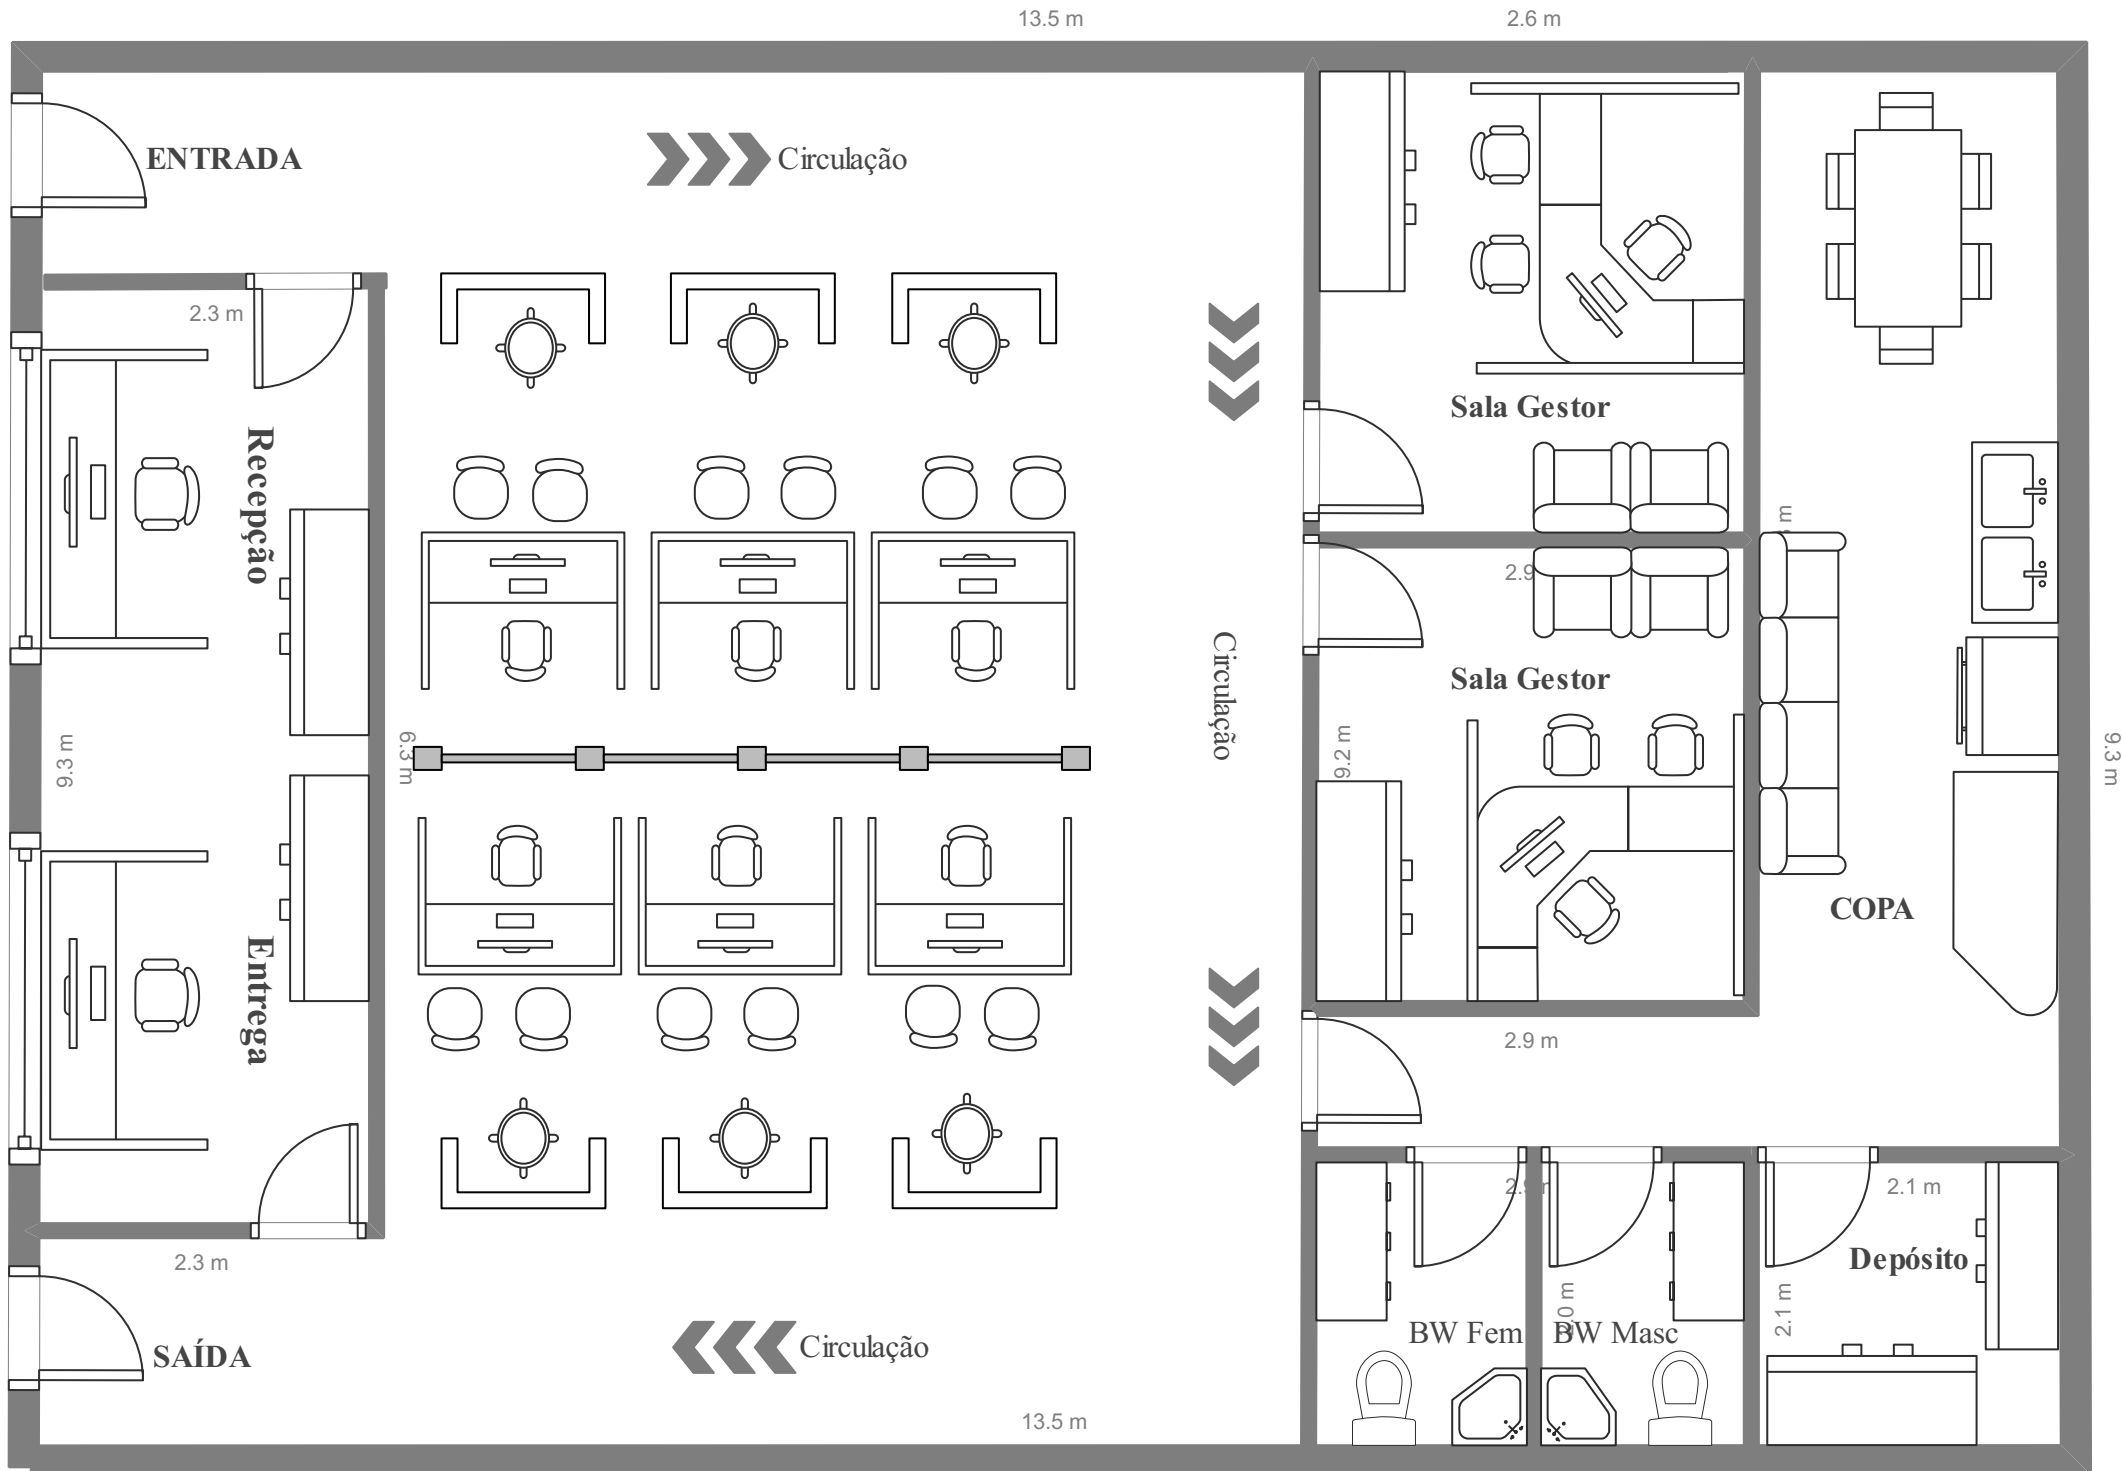 13.5 m
2.6 m
ENTRADA
Circulação
2.3 m
Sala Gestor
Recepção
2.9
Sala Gestor
Circulação
9.3 m
6.3 m
9.2 m
9.3 m
COPA
Entrega
2.9 m
2.1 m
2.3 m
Depósito
2.1 m
BW Fem
BW Masc
SAÍDA
Circulação
13.5 m